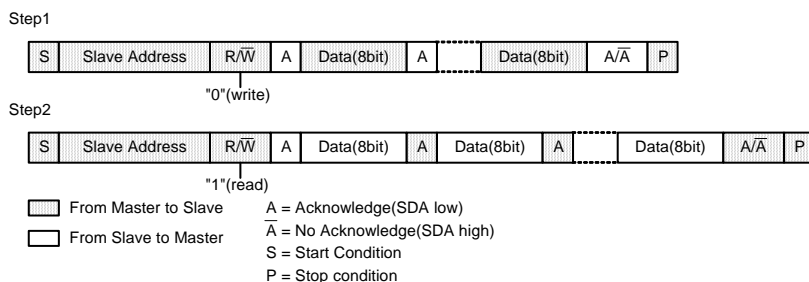 Step1
S Slave Address R/W̅ A Data(8bit) A Data(8bit) A/A̅ P
"0"(write)
Step2
S Slave Address R/W̅ A Data(8bit) A Data(8bit) A Data(8bit) A/A̅ P
"1"(read)
From Master to Slave
From Slave to Master
A = Acknowledge(SDA low)
A̅ = No Acknowledge(SDA high)
S = Start Condition
P = Stop condition